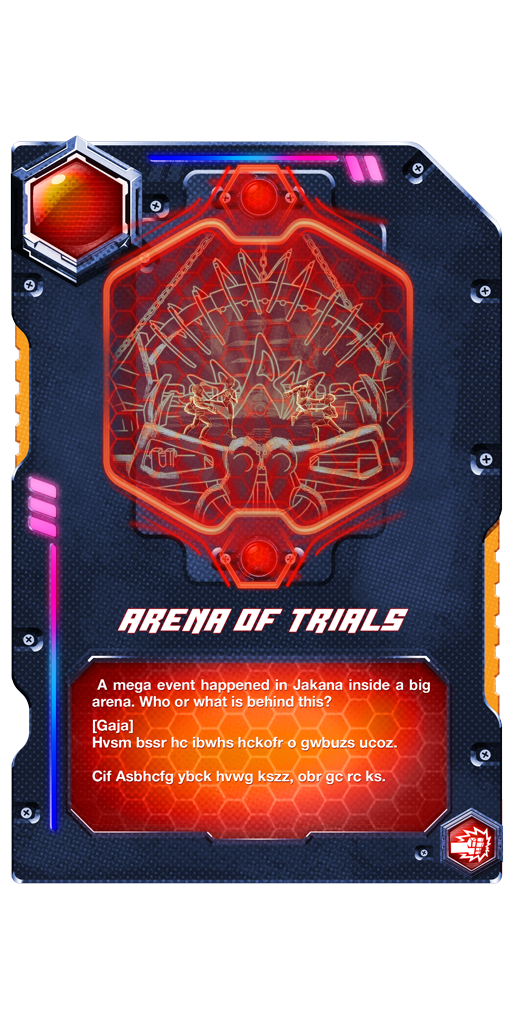 ARENA OF TRIALS
A mega event happened in Jakana inside a big
arena. Who or what is behind this?
[Gaja]
Hvsm bssr hc ibwhs hckofr o gwbuzs ucoz.
Cif Asbhcfg ybck hvwg kszz, obr gc rc ks.